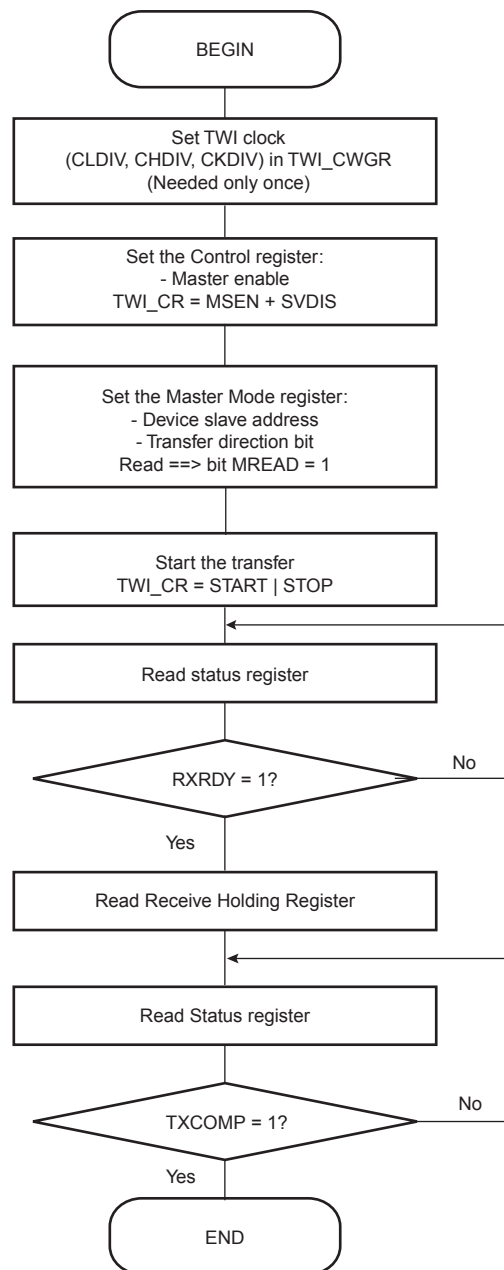 BEGIN
Set TWI clock
(CLDIV, CHDIV, CKDIV) in TWI_CWGR
(Needed only once)
Set the Control register:
- Master enable
TWI_CR = MSEN + SVDIS
Set the Master Mode register:
- Device slave address
- Transfer direction bit
Read ==> bit MREAD = 1
Start the transfer
TWI_CR = START | STOP
Read status register
RXRDY = 1?
No
Yes
Read Receive Holding Register
Read Status register
TXCOMP = 1?
No
Yes
END